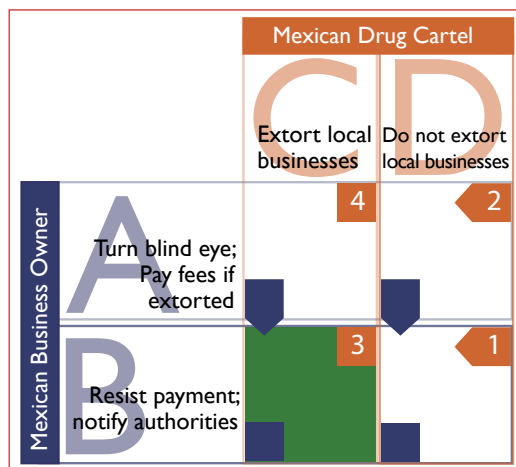 Mexican Drug Cartel
C
D
Extort local
businesses
Do not extort
local businesses
Mexican Business Owner
A
Turn blind eye;
Pay fees if
extorted
4
2
B
Resist payment;
notify authorities
3
1